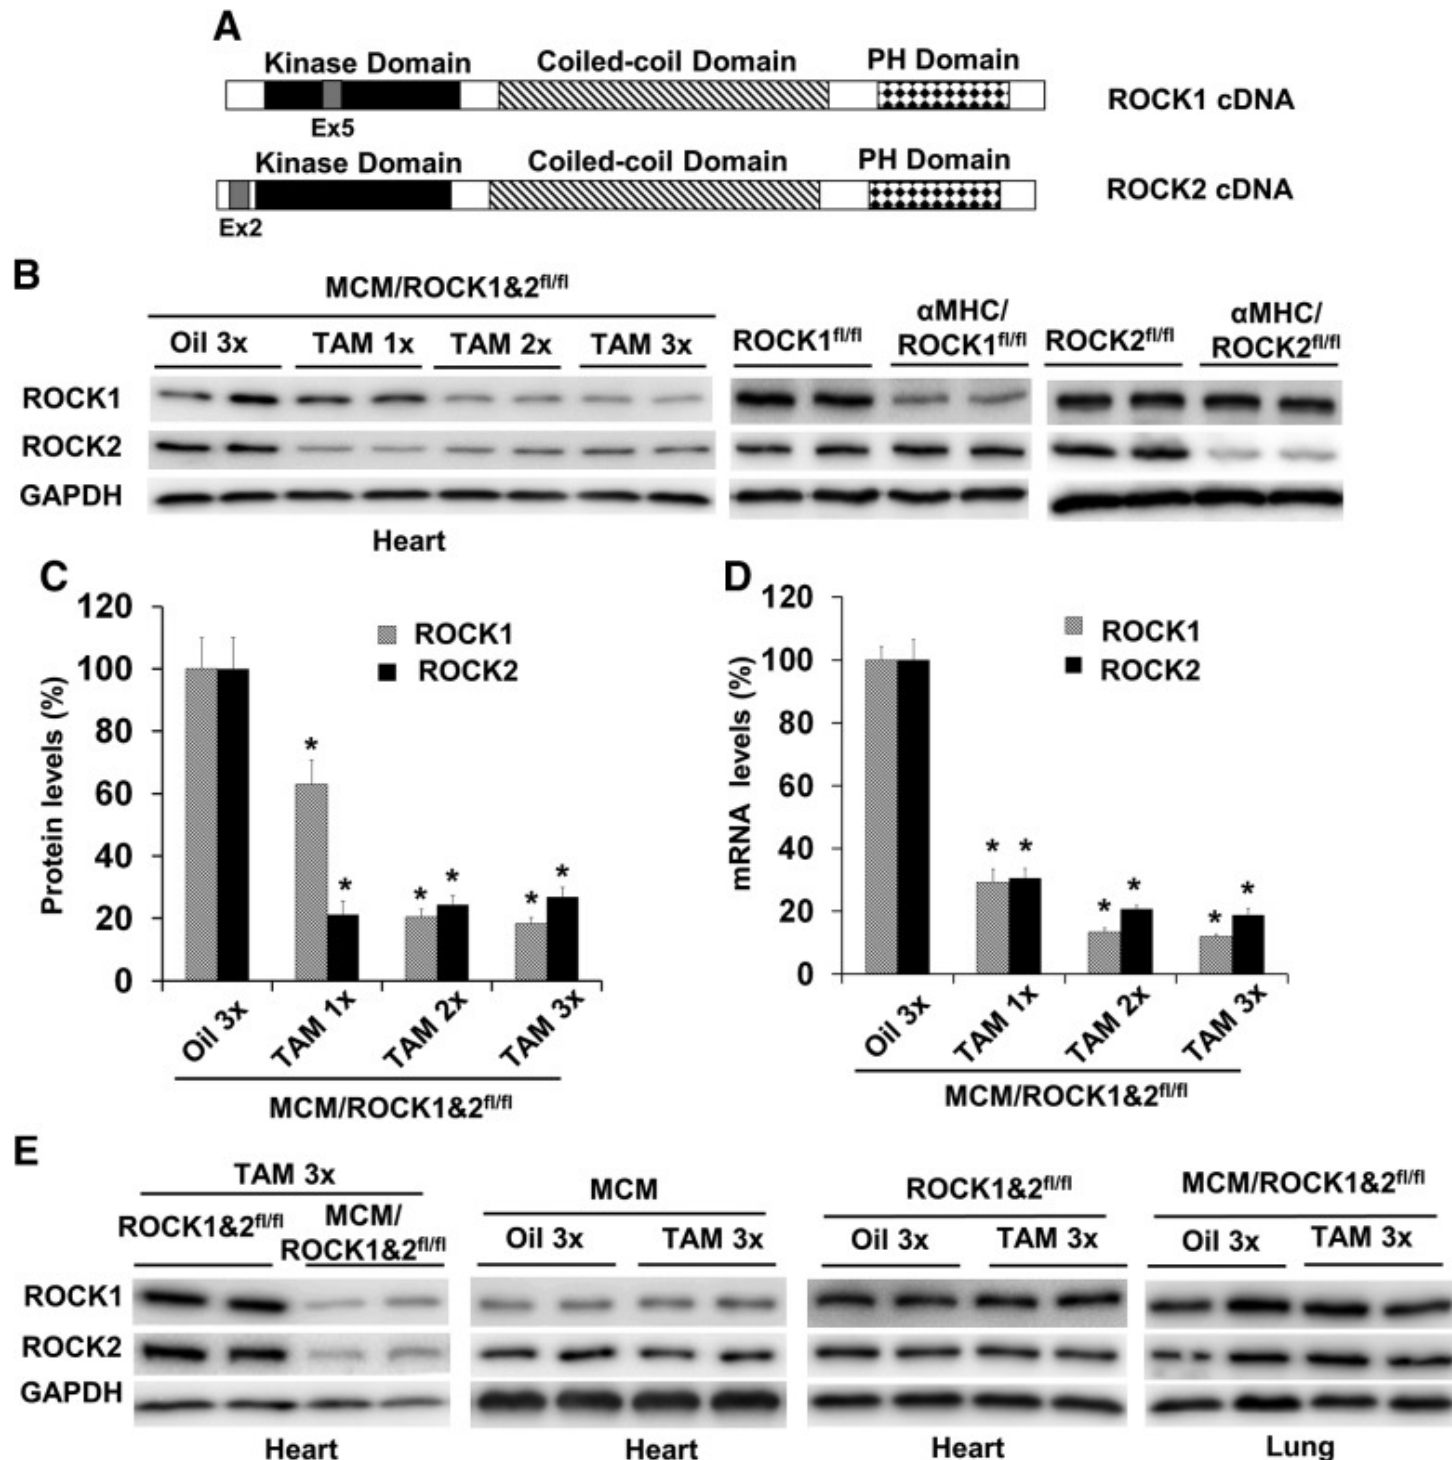 A
Kinase Domain Coiled-coil Domain PH Domain
ROCK1 cDNA
Ex5
Kinase Domain Coiled-coil Domain PH Domain
ROCK2 cDNA
Ex2
B
MCM/ROCK1&2fl/fl
Oil 3x TAM 1x TAM 2x TAM 3x
ROCK1fl/fl
αMHC/
ROCK1fl/fl
ROCK2fl/fl
αMHC/
ROCK2fl/fl
ROCK1
ROCK2
GAPDH
Heart
C
Protein levels (%)
120
100
80
60
40
20
0
ROCK1
ROCK2
* * * * * *
Oil 3x TAM 1x TAM 2x TAM 3x
MCM/ROCK1&2fl/fl
D
mRNA levels (%)
120
100
80
60
40
20
0
ROCK1
ROCK2
* * * * * *
Oil 3x TAM 1x TAM 2x TAM 3x
MCM/ROCK1&2fl/fl
E
TAM 3x
ROCK1&2fl/fl
MCM/
ROCK1&2fl/fl
MCM
Oil 3x TAM 3x
ROCK1&2fl/fl
Oil 3x TAM 3x
MCM/ROCK1&2fl/fl
Oil 3x TAM 3x
ROCK1
ROCK2
GAPDH
Heart Heart Heart Lung